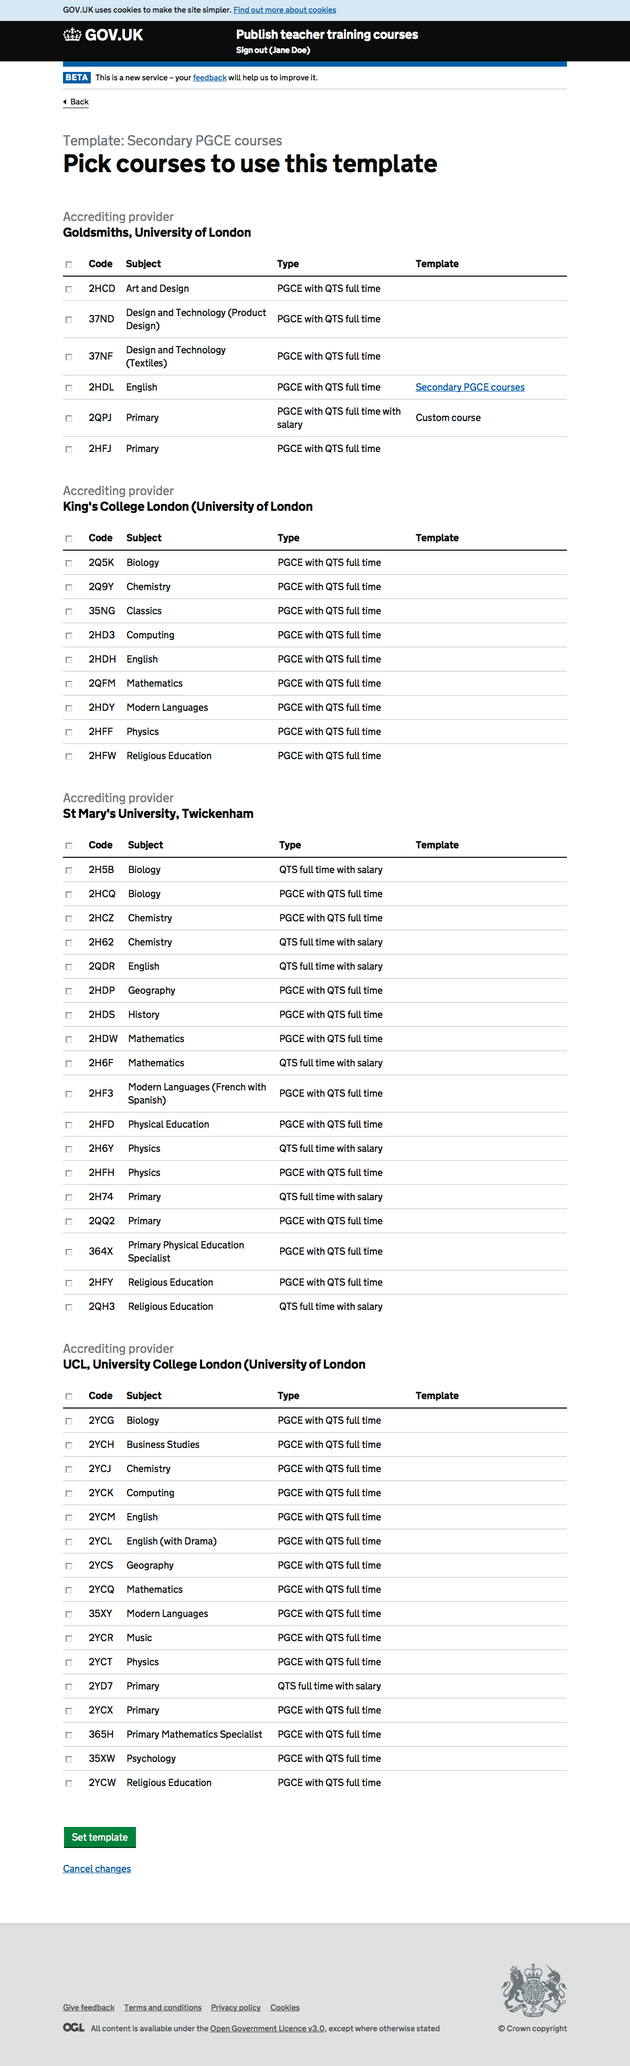 GOV.UK uses cookies to make the site simpler. Find out more about cookies
GOV.UK
Publish teacher training courses
Sign out (Jane Doe)
BETA This is a new service – your feedback will help us to improve it.
Back
Template: Secondary PGCE courses
Pick courses to use this template
Accrediting provider
Goldsmiths, University of London
Code Subject Type Template
2HCD Art and Design PGCE with QTS full time
37ND Design and Technology (Product Design) PGCE with QTS full time
37NF Design and Technology (Textiles) PGCE with QTS full time
2HDL English PGCE with QTS full time Secondary PGCE courses
2QPJ Primary PGCE with QTS full time with salary Custom course
2HFJ Primary PGCE with QTS full time
Accrediting provider
King's College London (University of London
Code Subject Type Template
2Q5K Biology PGCE with QTS full time
2Q9Y Chemistry PGCE with QTS full time
35NG Classics PGCE with QTS full time
2HD3 Computing PGCE with QTS full time
2HDH English PGCE with QTS full time
2QFM Mathematics PGCE with QTS full time
2HDY Modern Languages PGCE with QTS full time
2HFF Physics PGCE with QTS full time
2HFW Religious Education PGCE with QTS full time
Accrediting provider
St Mary's University, Twickenham
Code Subject Type Template
2H5B Biology QTS full time with salary
2HCQ Biology PGCE with QTS full time
2HCZ Chemistry PGCE with QTS full time
2H62 Chemistry QTS full time with salary
2QDR English QTS full time with salary
2HDP Geography PGCE with QTS full time
2HDS History PGCE with QTS full time
2HDW Mathematics PGCE with QTS full time
2H6F Mathematics QTS full time with salary
2HF3 Modern Languages (French with Spanish) PGCE with QTS full time
2HFD Physical Education PGCE with QTS full time
2H6Y Physics QTS full time with salary
2HFH Physics PGCE with QTS full time
2H74 Primary QTS full time with salary
2QQ2 Primary PGCE with QTS full time
364X Primary Physical Education Specialist PGCE with QTS full time
2HFY Religious Education PGCE with QTS full time
2QH3 Religious Education QTS full time with salary
Accrediting provider
UCL, University College London (University of London
Code Subject Type Template
2YCG Biology PGCE with QTS full time
2YCH Business Studies PGCE with QTS full time
2YCJ Chemistry PGCE with QTS full time
2YCK Computing PGCE with QTS full time
2YCM English PGCE with QTS full time
2YCL English (with Drama) PGCE with QTS full time
2YCS Geography PGCE with QTS full time
2YCQ Mathematics PGCE with QTS full time
35XY Modern Languages PGCE with QTS full time
2YCR Music PGCE with QTS full time
2YCT Physics PGCE with QTS full time
2YD7 Primary QTS full time with salary
2YCX Primary PGCE with QTS full time
365H Primary Mathematics Specialist PGCE with QTS full time
35XW Psychology PGCE with QTS full time
2YCW Religious Education PGCE with QTS full time
Set template
Cancel changes
Give feedback Terms and conditions Privacy policy Cookies
OGL All content is available under the Open Government Licence v3.0, except where otherwise stated
© Crown copyright